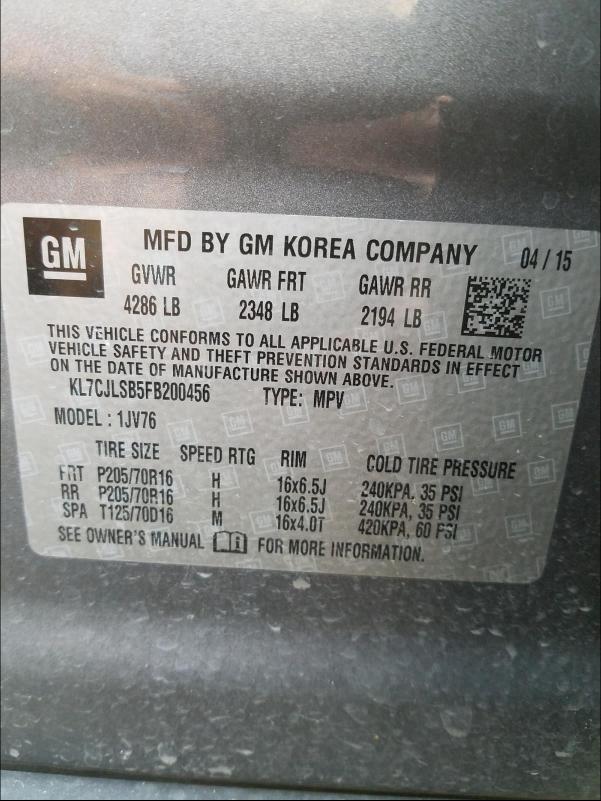 GM MFD BY GM KOREA COMPANY 04 / 15
GVWR GAWR FRT GAWR RR
4286 LB 2348 LB 2194 LB
THIS VEHICLE CONFORMS TO ALL APPLICABLE U.S. FEDERAL MOTOR
VEHICLE SAFETY AND THEFT PREVENTION STANDARDS IN EFFECT
ON THE DATE OF MANUFACTURE SHOWN ABOVE.
KL7CJLSB5FB200456 TYPE: MPV
MODEL : 1JV76
TIRE SIZE SPEED RTG RIM COLD TIRE PRESSURE
FRT P205/70R16 H 16x6.5J 240KPA, 35 PSI
RR P205/70R16 H 16x6.5J 240KPA, 35 PSI
SPA T125/70D16 M 16x4.0T 420KPA, 60 PSI
SEE OWNER'S MANUAL FOR MORE INFORMATION.